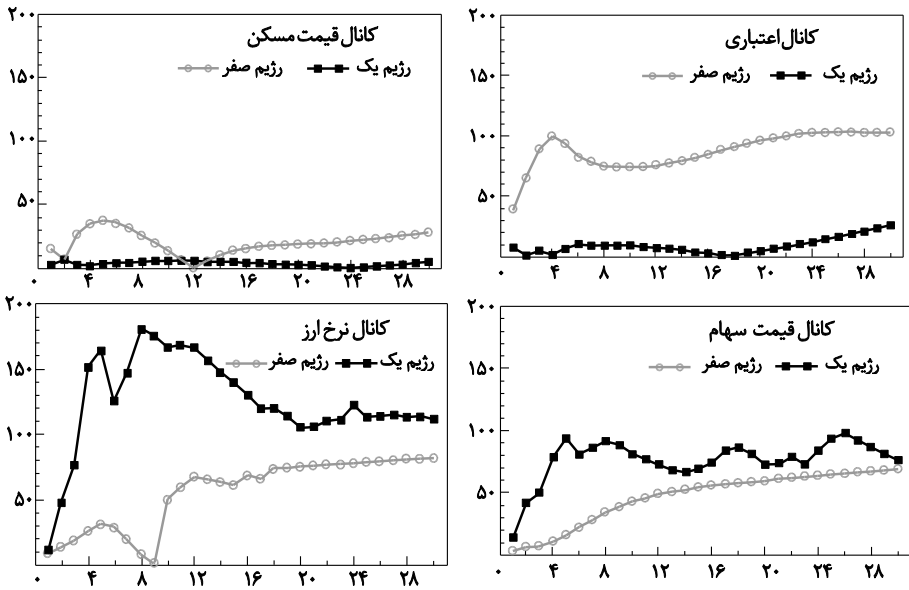 کانال اعتباری
رژیم یک
رژیم صفر
۲۰۰
۱۵۰
۱۰۰
۵۰
۰ ۴ ۸ ۱۲ ۱۶ ۲۰ ۲۴ ۲۸
کانال قیمت مسکن
رژیم یک
رژیم صفر
۲۰۰
۱۵۰
۱۰۰
۵۰
۰ ۴ ۸ ۱۲ ۱۶ ۲۰ ۲۴ ۲۸
کانال قیمت سهام
رژیم یک
رژیم صفر
۲۰۰
۱۵۰
۱۰۰
۵۰
۰ ۴ ۸ ۱۲ ۱۶ ۲۰ ۲۴ ۲۸
کانال نرخ ارز
رژیم یک
رژیم صفر
۲۰۰
۱۵۰
۱۰۰
۵۰
۰ ۴ ۸ ۱۲ ۱۶ ۲۰ ۲۴ ۲۸